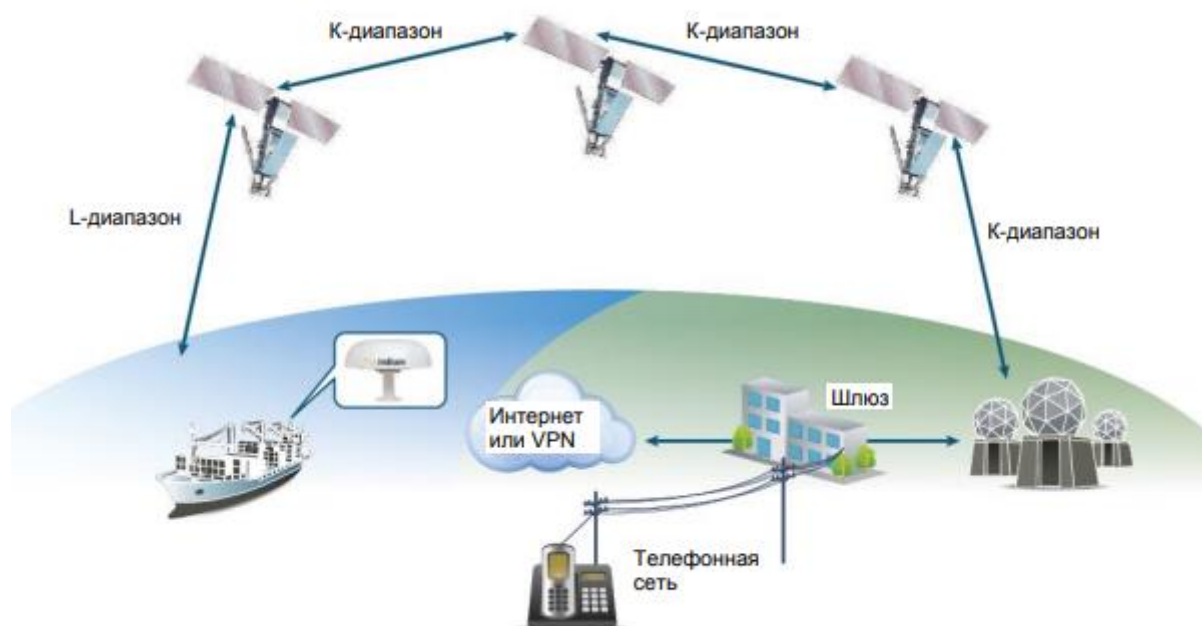 К-диапазон
К-диапазон
L-диапазон
К-диапазон
Интернет
или VPN
Шлюз
Телефонная
сеть